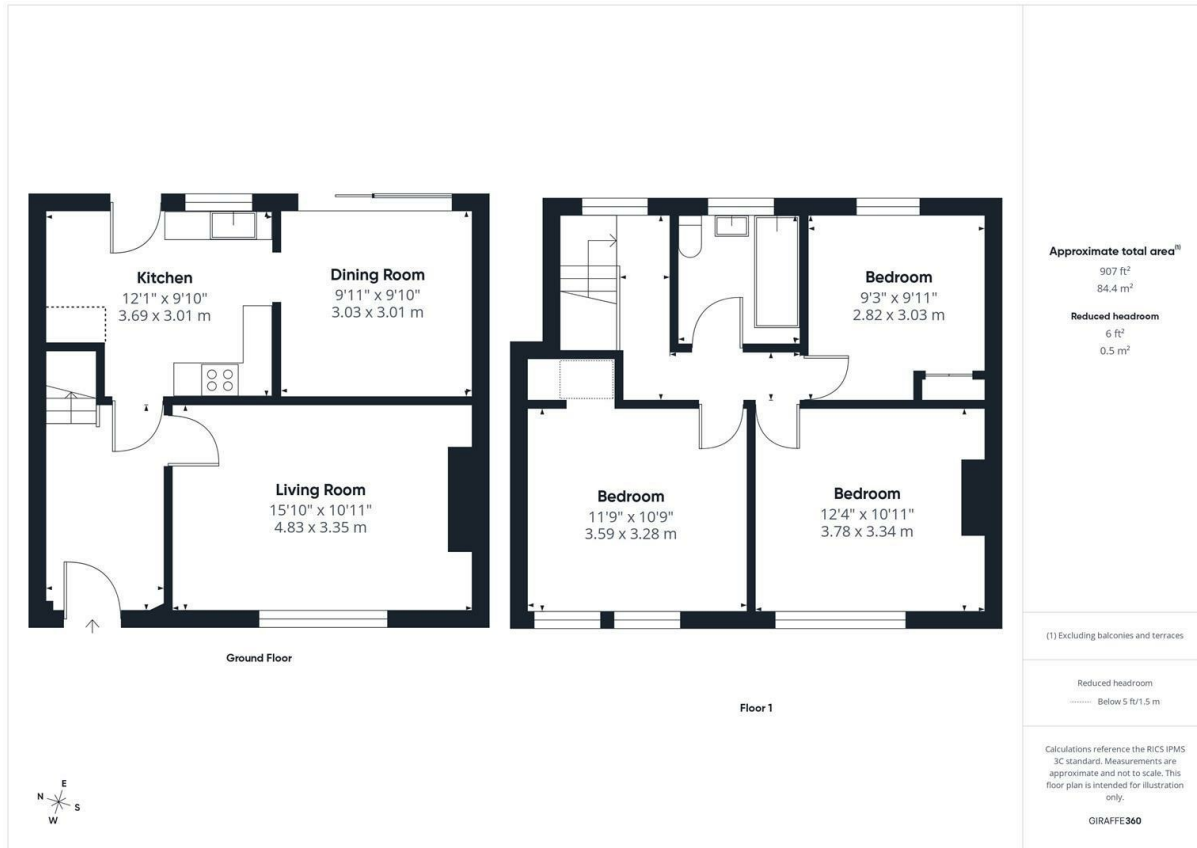 Kitchen
12'1" x 9'10"
3.69 x 3.01 m
Dining Room
9'11" x 9'10"
3.03 x 3.01 m
Living Room
15'10" x 10'11"
4.83 x 3.35 m
Ground Floor
Bedroom
9'3" x 9'11"
2.82 x 3.03 m
Bedroom
11'9" x 10'9"
3.59 x 3.28 m
Bedroom
12'4" x 10'11"
3.78 x 3.34 m
Floor 1
N E S W
Approximate total area(1)
907 ft²
84.4 m²
Reduced headroom
6 ft²
0.5 m²
(1) Excluding balconies and terraces
Reduced headroom
Below 5 ft/1.5 m
Calculations reference the RICS IPMS
3C standard. Measurements are
approximate and not to scale. This
floor plan is intended for illustration
only.
GIRAFFE360